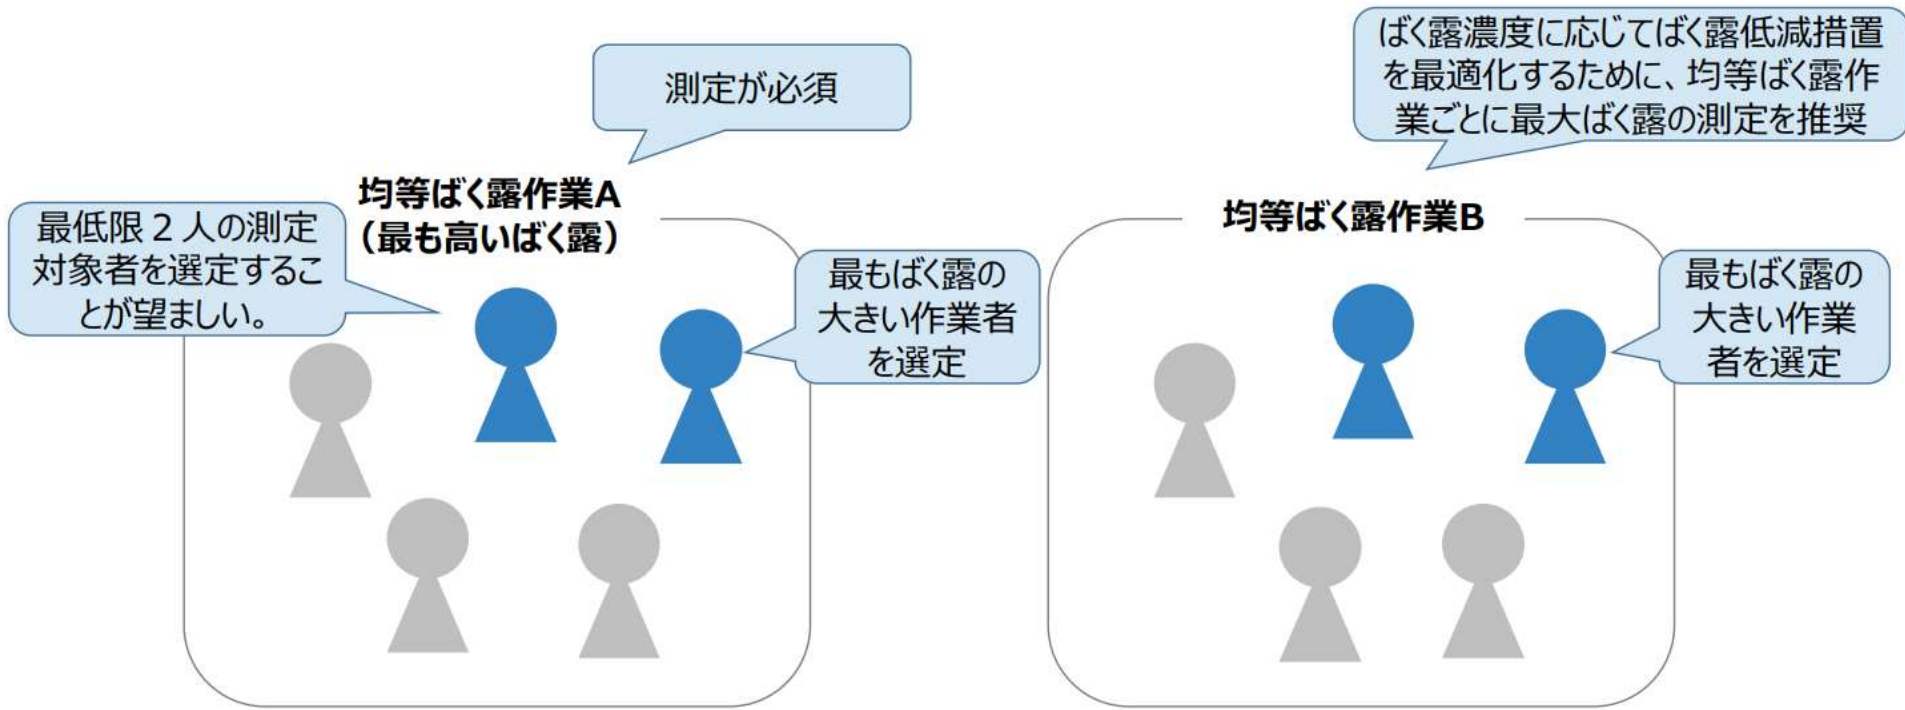 測定が必須
ばく露濃度に応じてばく露低減措置
を最適化するために、均等ばく露作
業ごとに最大ばく露の測定を推奨
均等ばく露作業A
（最も高いばく露）
均等ばく露作業B
最低限２人の測定
対象者を選定するこ
とが望ましい。
最もばく露の
大きい作業者
を選定
最もばく露の
大きい作業
者を選定